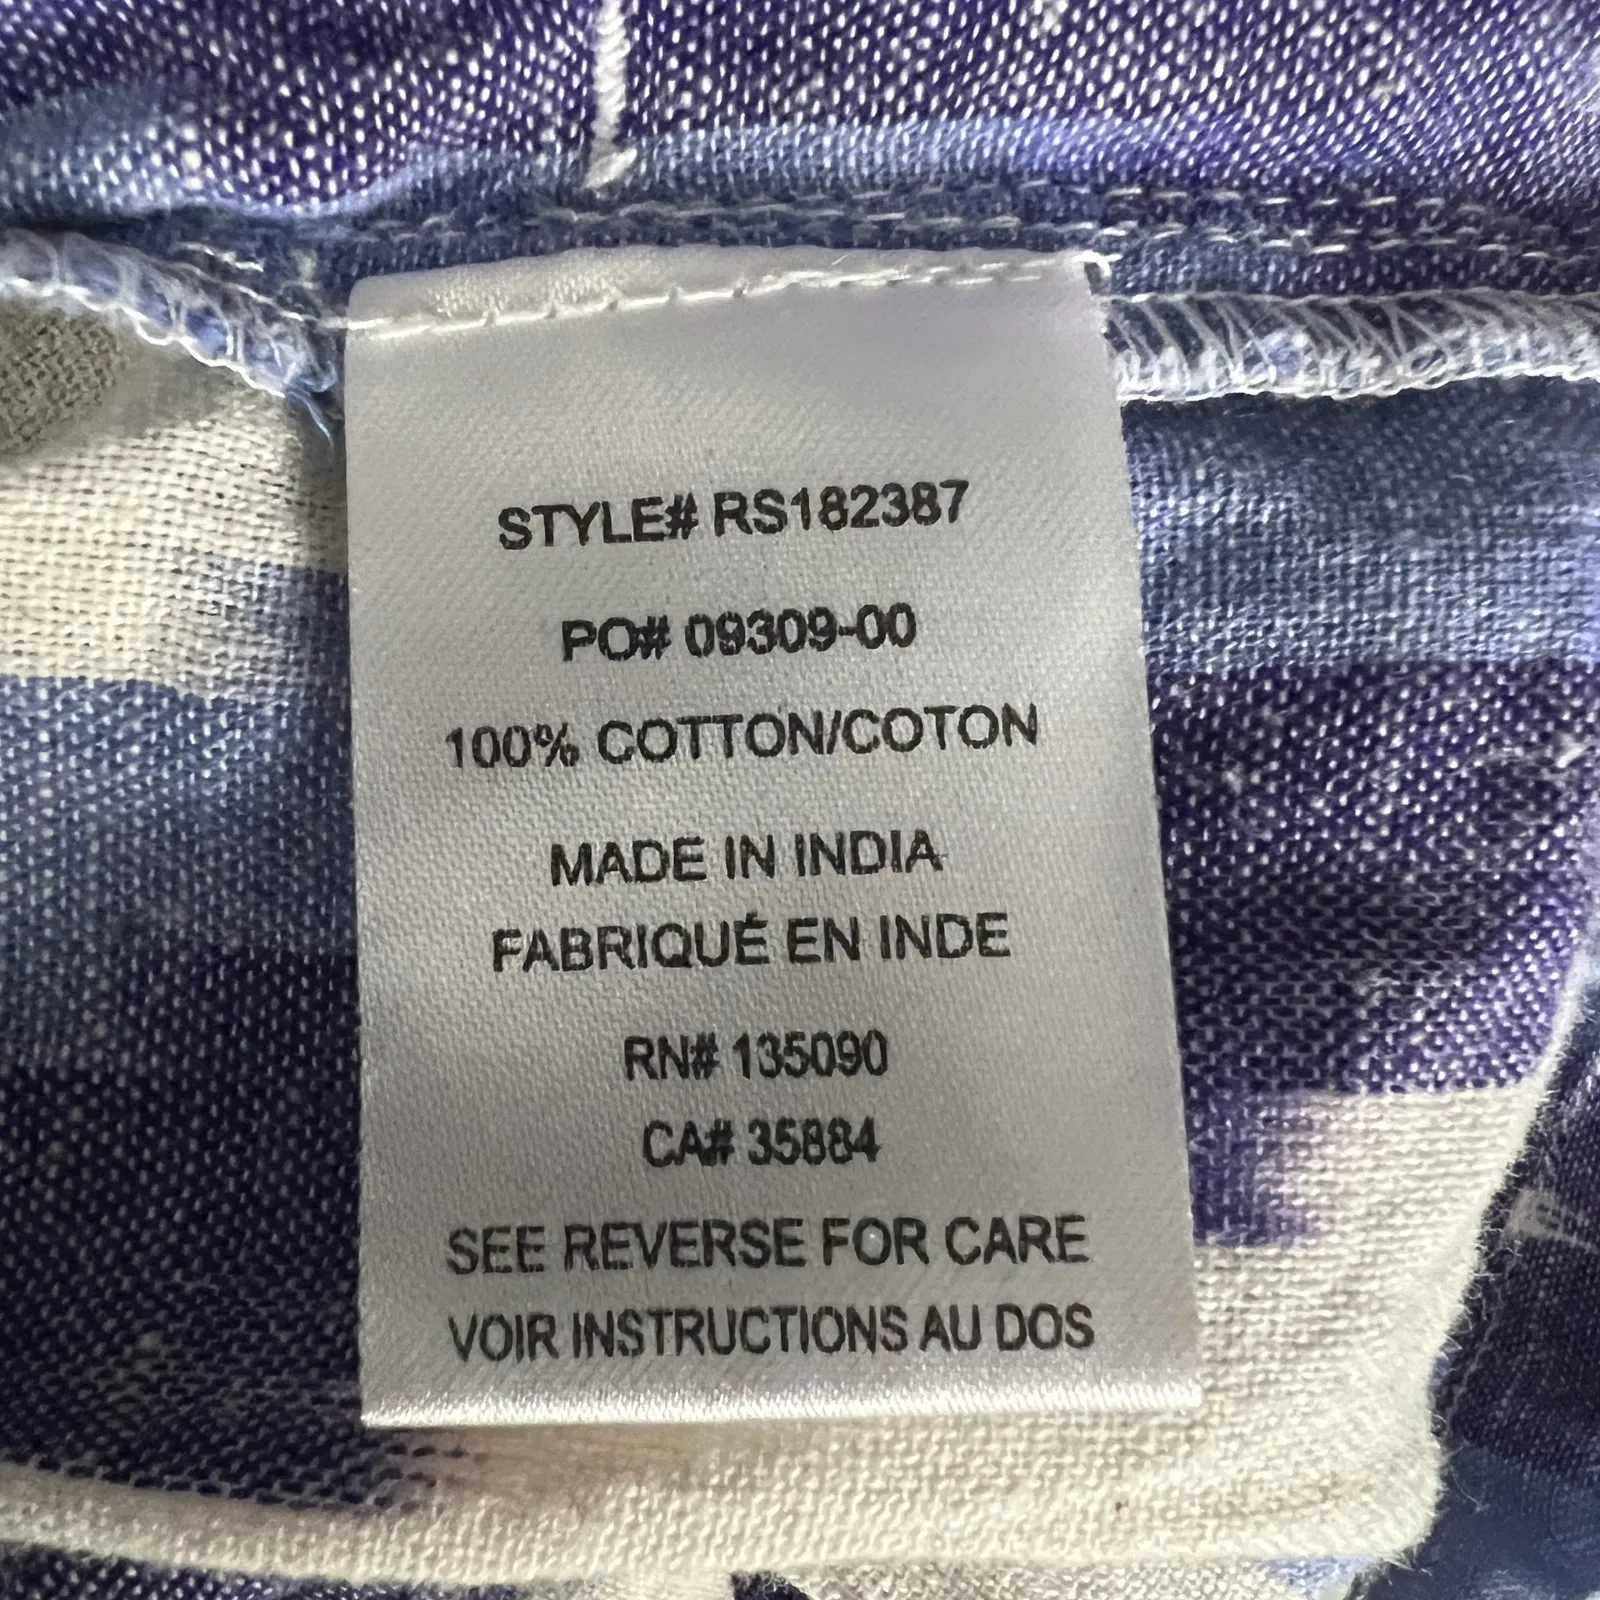 STYLE# RS182387
PO# 09309-00
100% COTTON/COTON
MADE IN INDIA
FABRIQUÉ EN INDE
RN# 135090
CA# 35884
SEE REVERSE FOR CARE
VOIR INSTRUCTIONS AU DOS